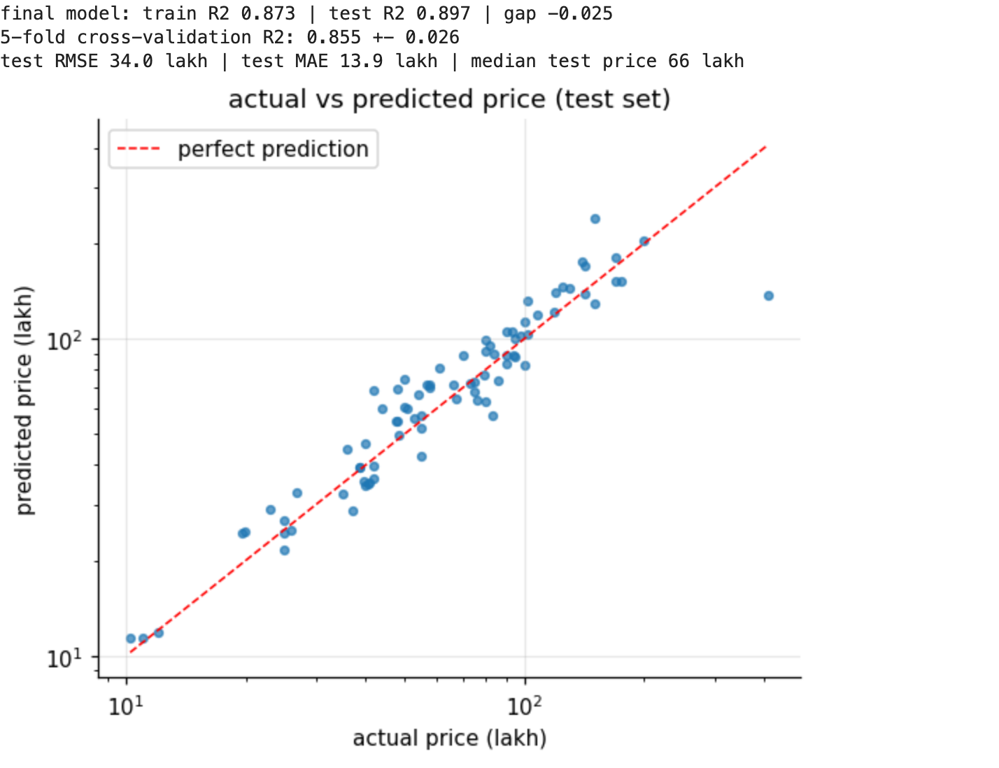 final model: train R2 0.873 | test R2 0.897 | gap -0.025
5-fold cross-validation R2: 0.855 +- 0.026
test RMSE 34.0 lakh | test MAE 13.9 lakh | median test price 66 lakh
actual vs predicted price (test set)
perfect prediction
predicted price (lakh)
10²
10¹
10¹ 10²
actual price (lakh)